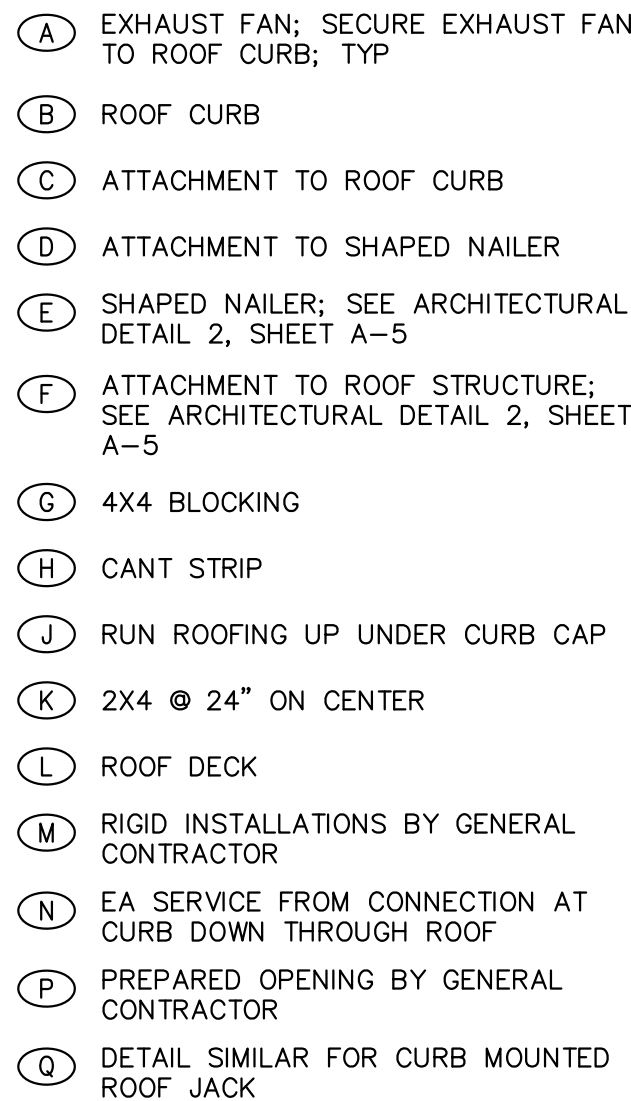 A EXHAUST FAN; SECURE EXHAUST FAN
TO ROOF CURB; TYP
B ROOF CURB
C ATTACHMENT TO ROOF CURB
D ATTACHMENT TO SHAPED NAILER
E SHAPED NAILER; SEE ARCHITECTURAL
DETAIL 2, SHEET A–5
F ATTACHMENT TO ROOF STRUCTURE;
SEE ARCHITECTURAL DETAIL 2, SHEET
A–5
G 4X4 BLOCKING
H CANT STRIP
J RUN ROOFING UP UNDER CURB CAP
K 2X4 @ 24” ON CENTER
L ROOF DECK
M RIGID INSTALLATIONS BY GENERAL
CONTRACTOR
N EA SERVICE FROM CONNECTION AT
CURB DOWN THROUGH ROOF
P PREPARED OPENING BY GENERAL
CONTRACTOR
Q DETAIL SIMILAR FOR CURB MOUNTED
ROOF JACK